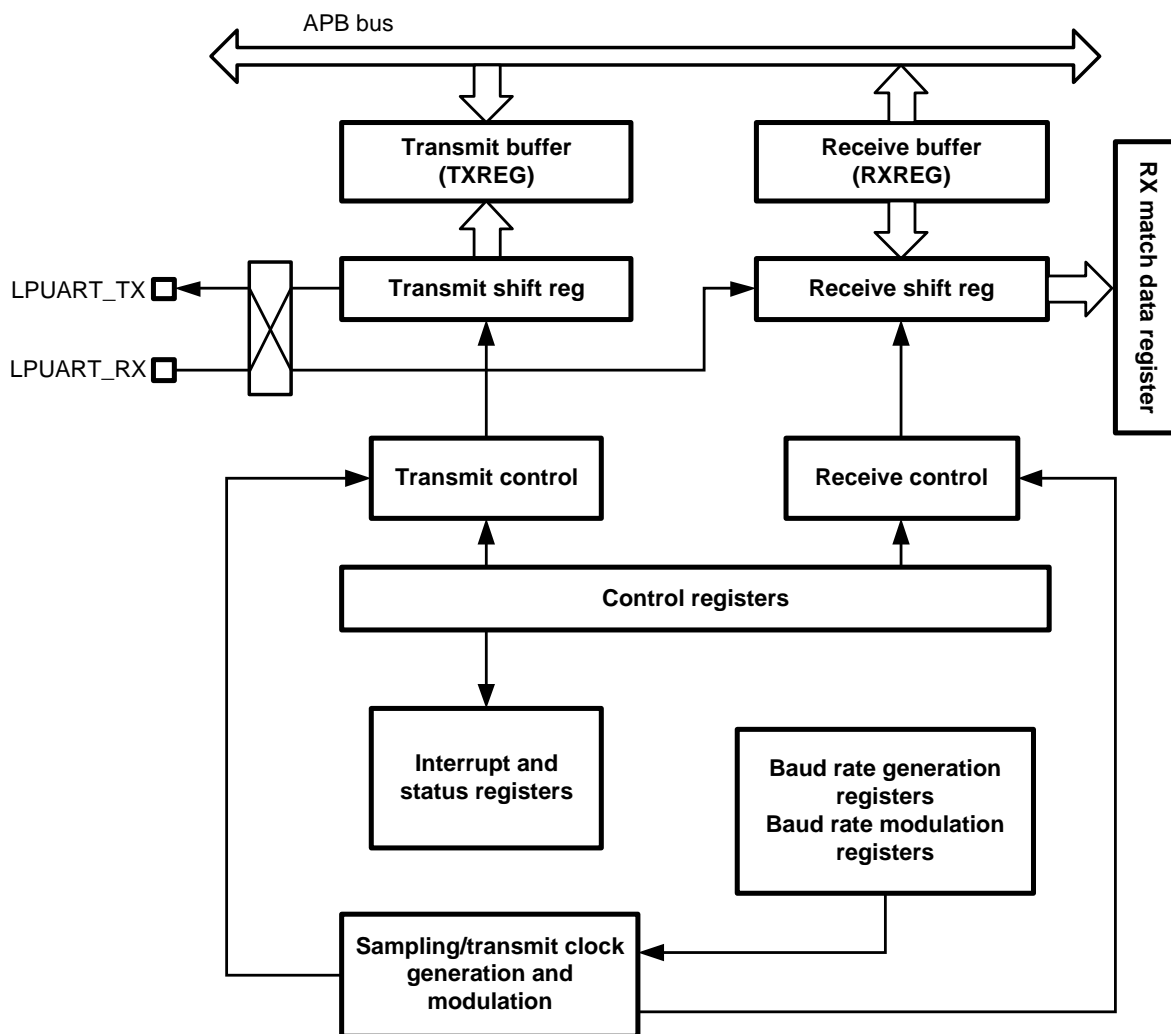 APB bus
Transmit buffer
(TXREG)
Receive buffer
(RXREG)
RX match data register
LPUART_TX
Transmit shift reg
Receive shift reg
LPUART_RX
Transmit control
Receive control
Control registers
Interrupt and
status registers
Baud rate generation
registers
Baud rate modulation
registers
Sampling/transmit clock
generation and
modulation